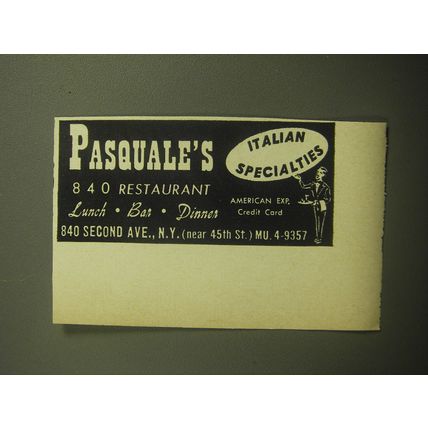 PASQUALE'S
ITALIAN
SPECIALTIES
840 RESTAURANT
Lunch • Bar • Dinner
AMERICAN EXP.
Credit Card
840 SECOND AVE., N.Y. (near 45th St.) MU. 4-9357